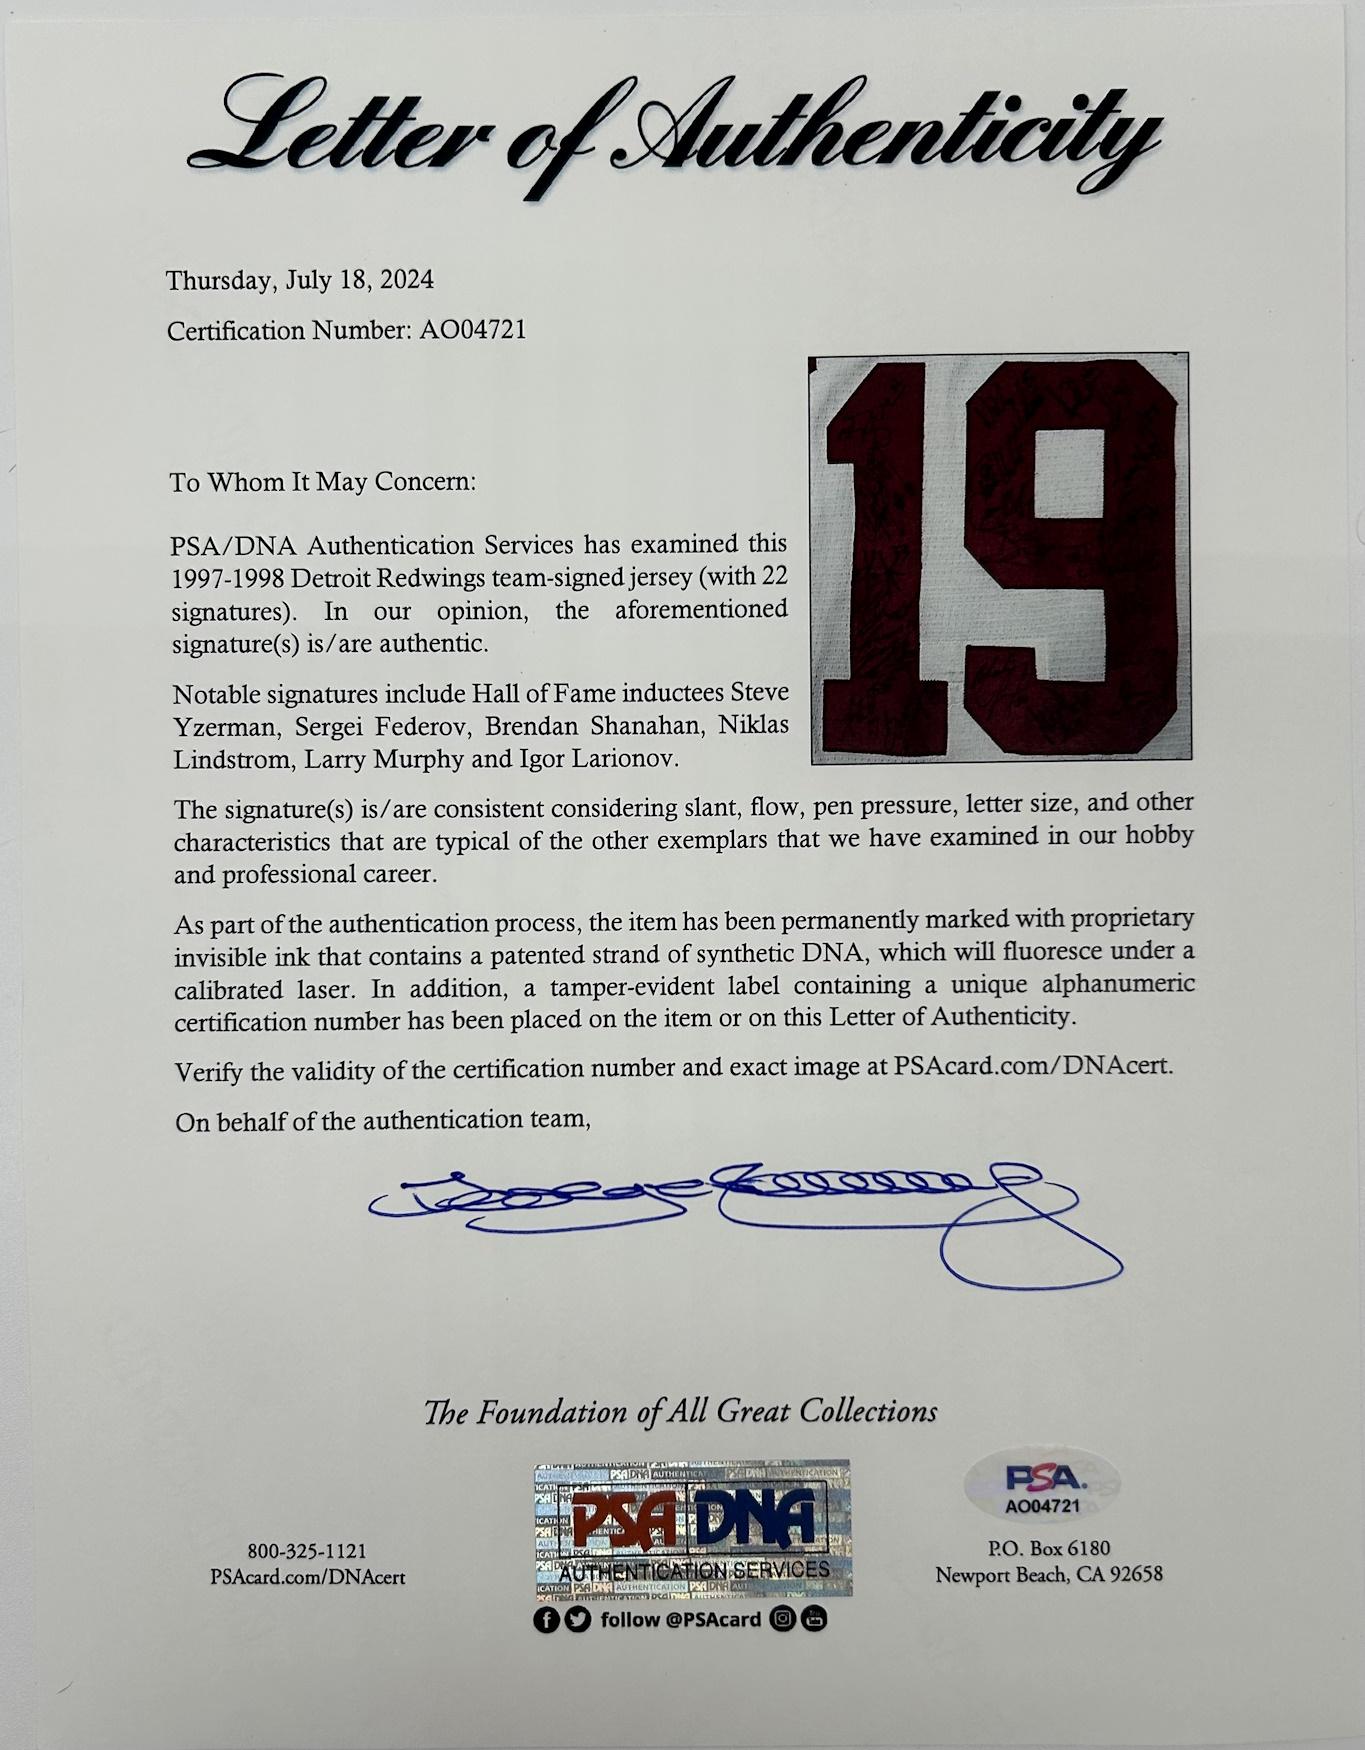 Letter of Authenticity
Thursday, July 18, 2024
Certification Number: AO04721
19
To Whom It May Concern:
PSA/DNA Authentication Services has examined this
1997-1998 Detroit Redwings team-signed jersey (with 22
signatures). In our opinion, the aforementioned
signature(s) is/are authentic.
Notable signatures include Hall of Fame inductees Steve
Yzerman, Sergei Federov, Brendan Shanahan, Niklas
Lindstrom, Larry Murphy and Igor Larionov.
The signature(s) is/are consistent considering slant, flow, pen pressure, letter size, and other
characteristics that are typical of the other exemplars that we have examined in our hobby
and professional career.
As part of the authentication process, the item has been permanently marked with proprietary
invisible ink that contains a patented strand of synthetic DNA, which will fluoresce under a
calibrated laser. In addition, a tamper-evident label containing a unique alphanumeric
certification number has been placed on the item or on this Letter of Authenticity.
Verify the validity of the certification number and exact image at PSAcard.com/DNAcert.
On behalf of the authentication team,
The Foundation of All Great Collections
PSA DNA
AUTHENTICATION SERVICES
PSA.
AO04721
800-325-1121
PSAcard.com/DNAcert
P.O. Box 6180
Newport Beach, CA 92658
follow @PSAcard